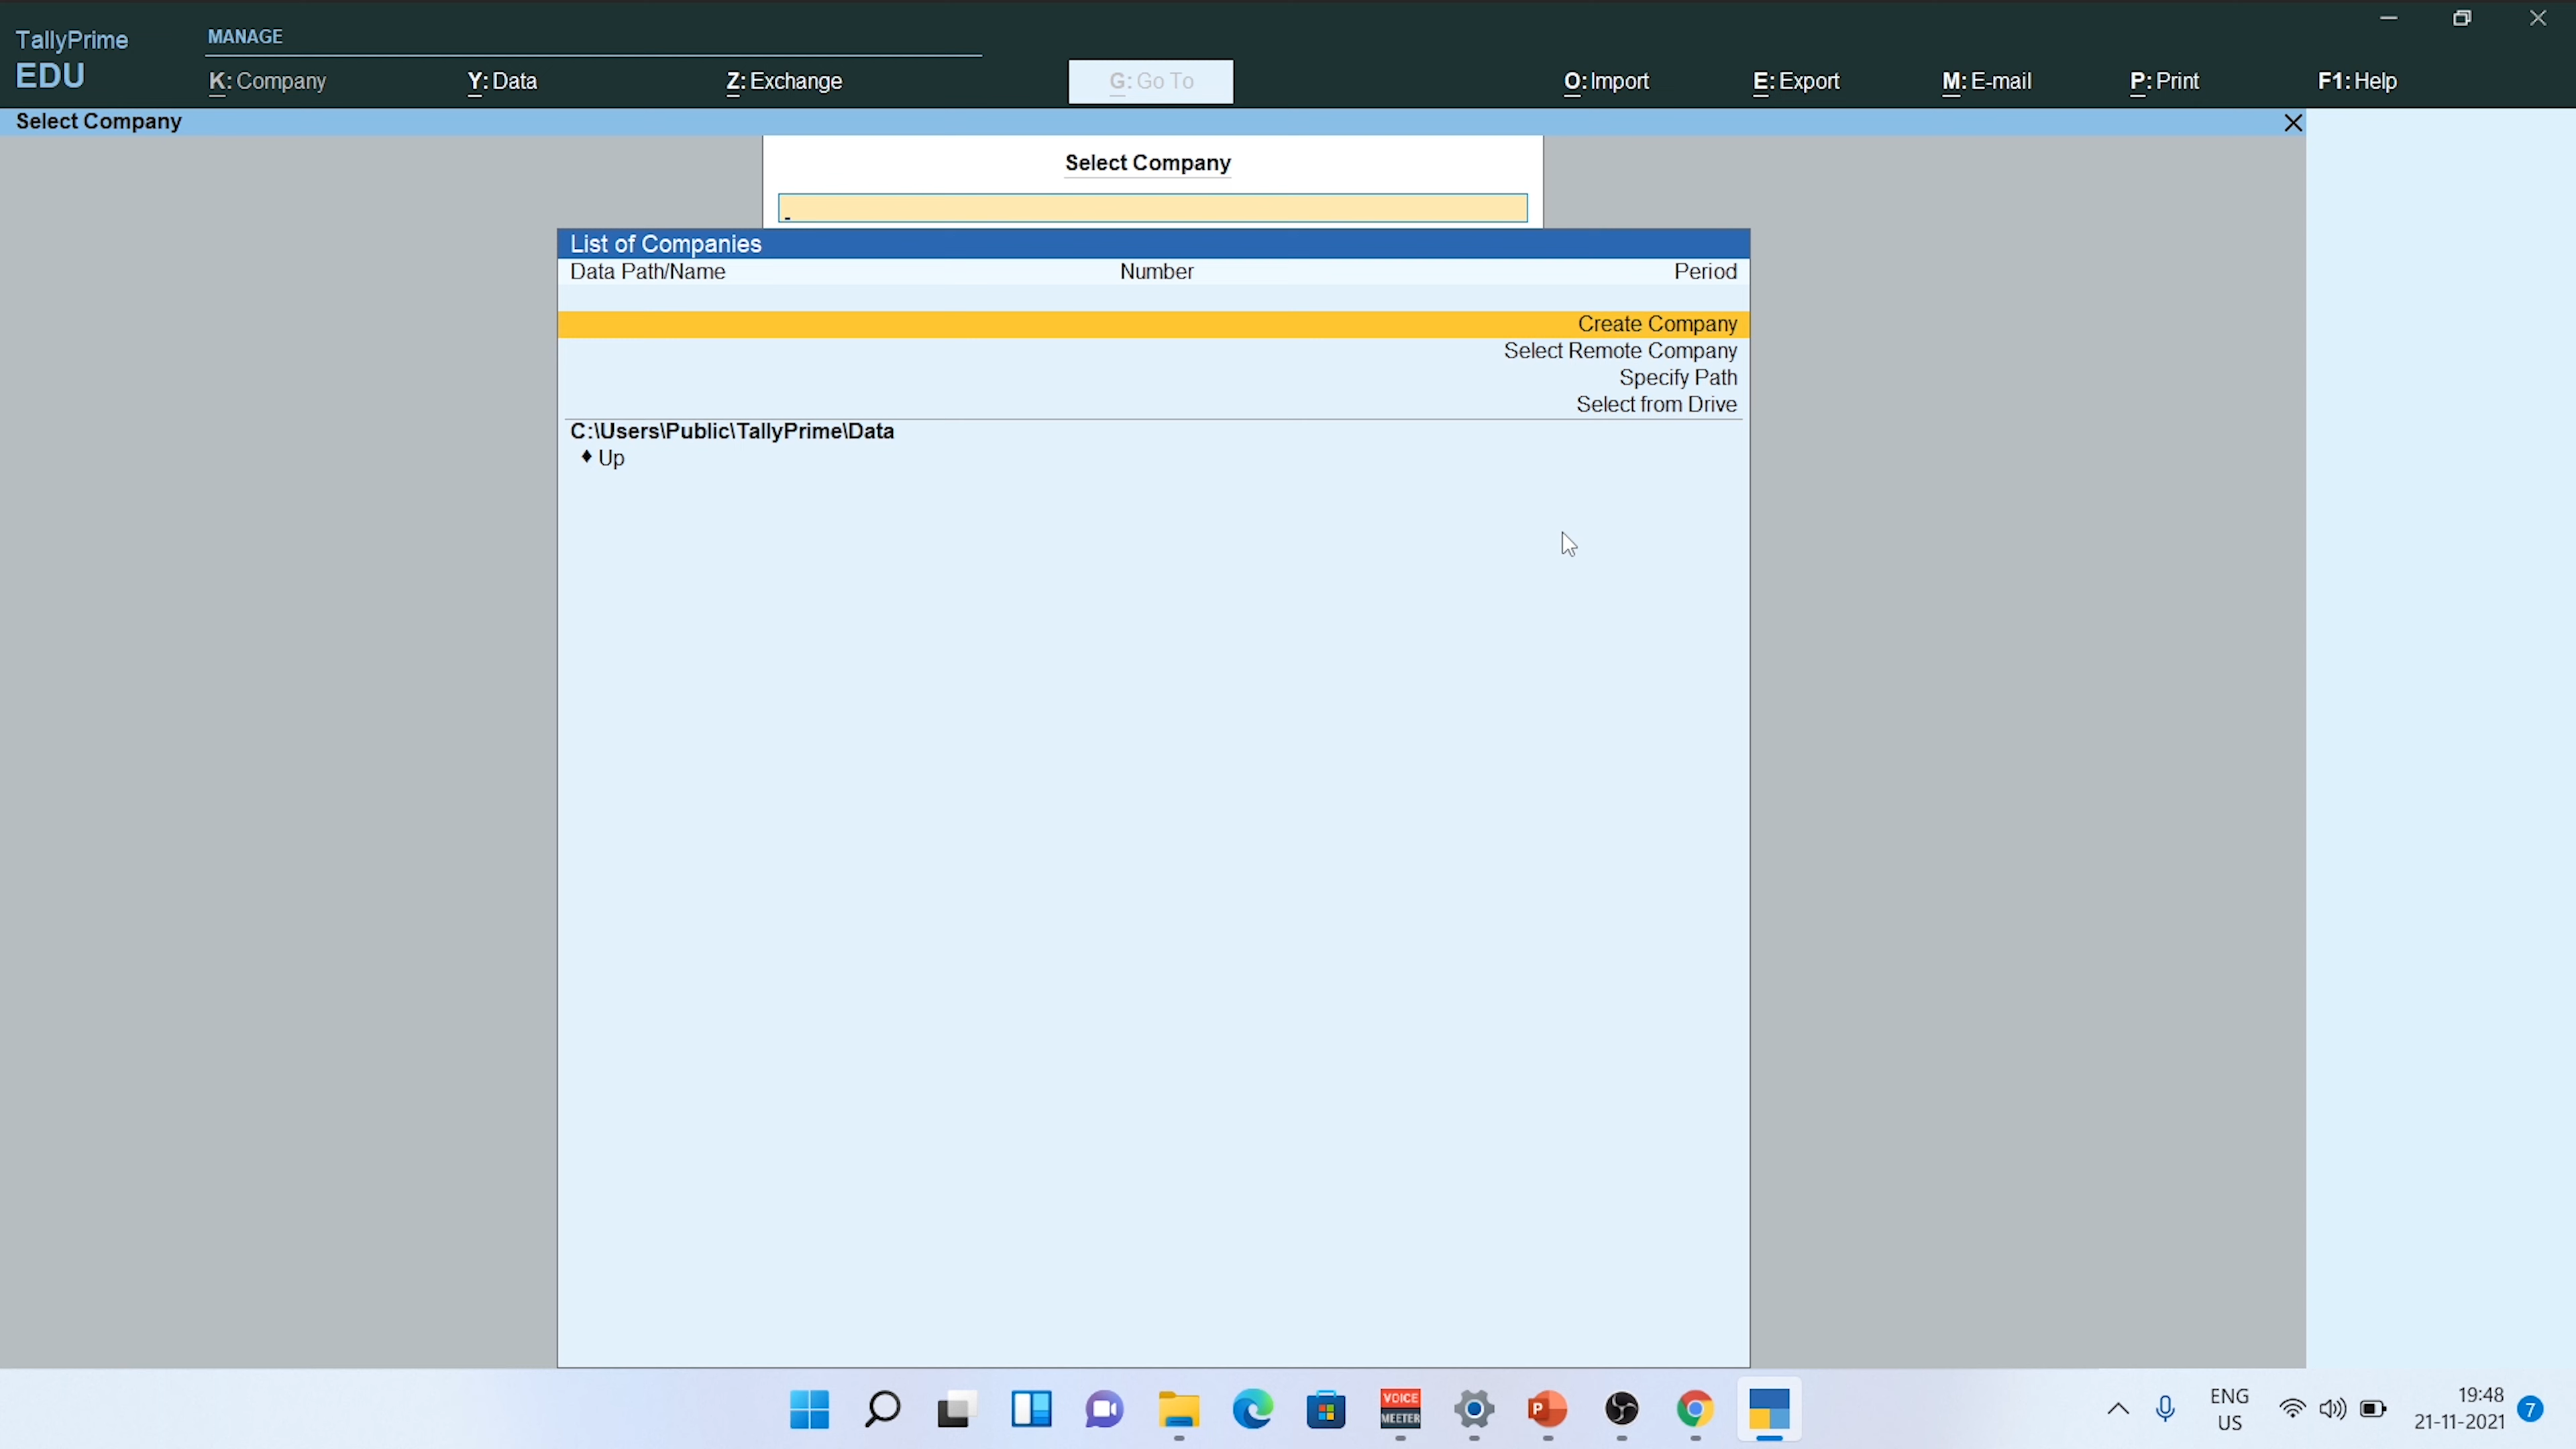 TallyPrime
EDU
MANAGE
K: Company
Y: Data
Z: Exchange
G: Go To
O: Import
E: Export
M: E-mail
P: Print
F1: Help
Select Company
Select Company
List of Companies
Data Path/Name Number Period
Create Company
Select Remote Company
Specify Path
Select from Drive
C:\Users\Public\TallyPrime\Data
♦ Up
VOICE
MEETER
P
ENG
US
19:48
21-11-2021
7